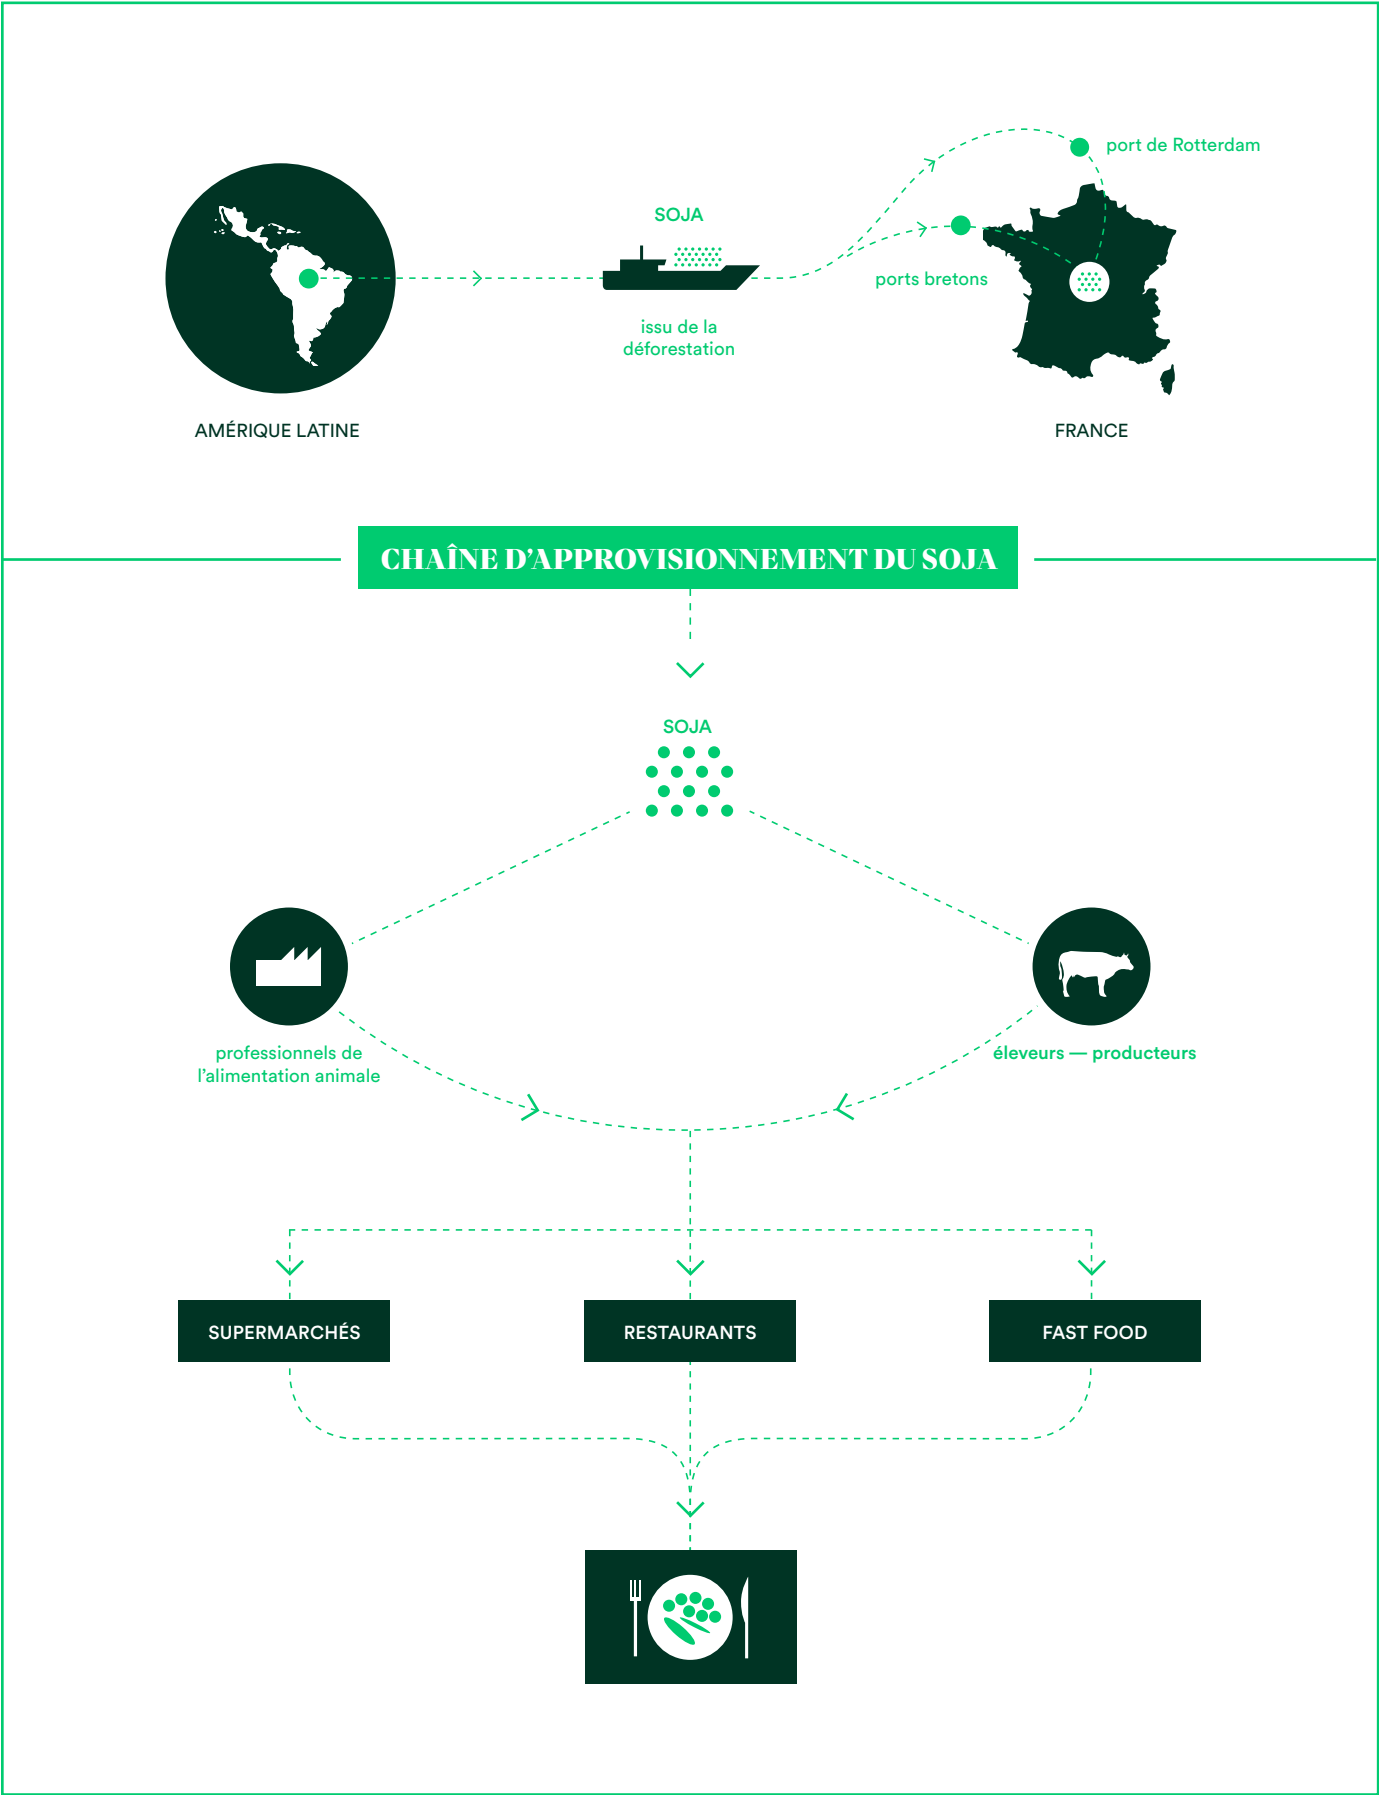 port de Rotterdam
SOJA
ports bretons
issu de la
déforestation
AMÉRIQUE LATINE
FRANCE
CHAÎNE D’APPROVISIONNEMENT DU SOJA
SOJA
professionnels de
l’alimentation animale
éleveurs — producteurs
SUPERMARCHÉS
RESTAURANTS
FAST FOOD